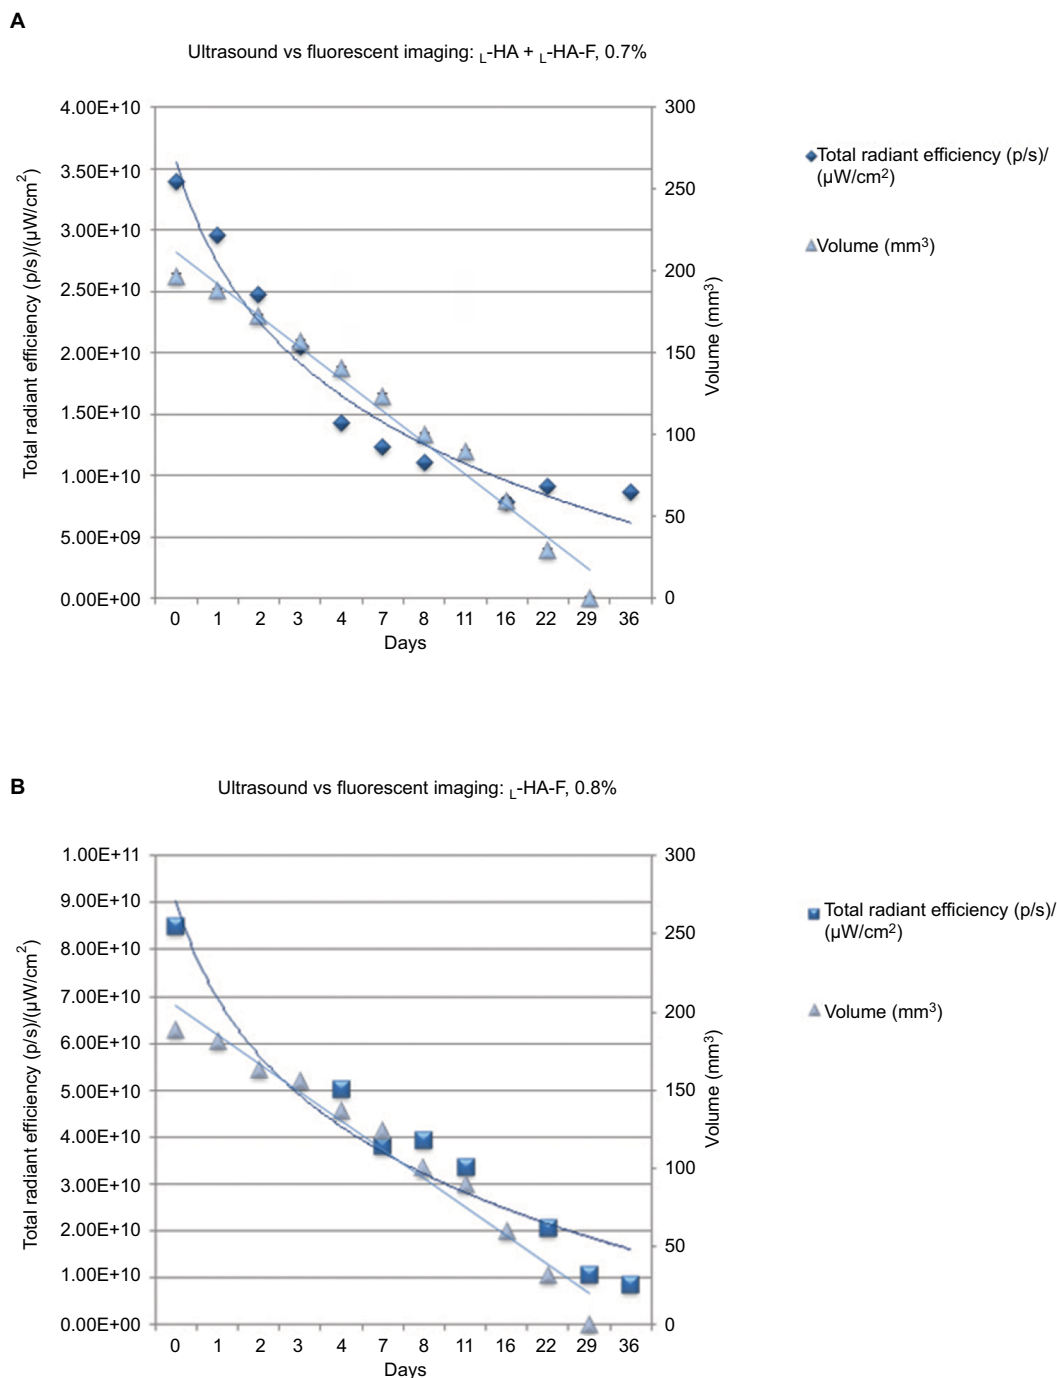 A
Ultrasound vs fluorescent imaging: L-HA + L-HA-F, 0.7%
4.00E+10
3.50E+10
3.00E+10
2.50E+10
2.00E+10
1.50E+10
1.00E+10
5.00E+09
0.00E+00
Total radiant efficiency (p/s)/(µW/cm²)
300
250
200
150
100
50
0
Volume (mm³)
0 1 2 3 4 7 8 11 16 22 29 36
Days
Total radiant efficiency (p/s)/
(µW/cm²)
Volume (mm³)
B
Ultrasound vs fluorescent imaging: L-HA-F, 0.8%
1.00E+11
9.00E+10
8.00E+10
7.00E+10
6.00E+10
5.00E+10
4.00E+10
3.00E+10
2.00E+10
1.00E+10
0.00E+00
Total radiant efficiency (p/s)/(µW/cm²)
300
250
200
150
100
50
0
Volume (mm³)
0 1 2 3 4 7 8 11 16 22 29 36
Days
Total radiant efficiency (p/s)/
(µW/cm²)
Volume (mm³)